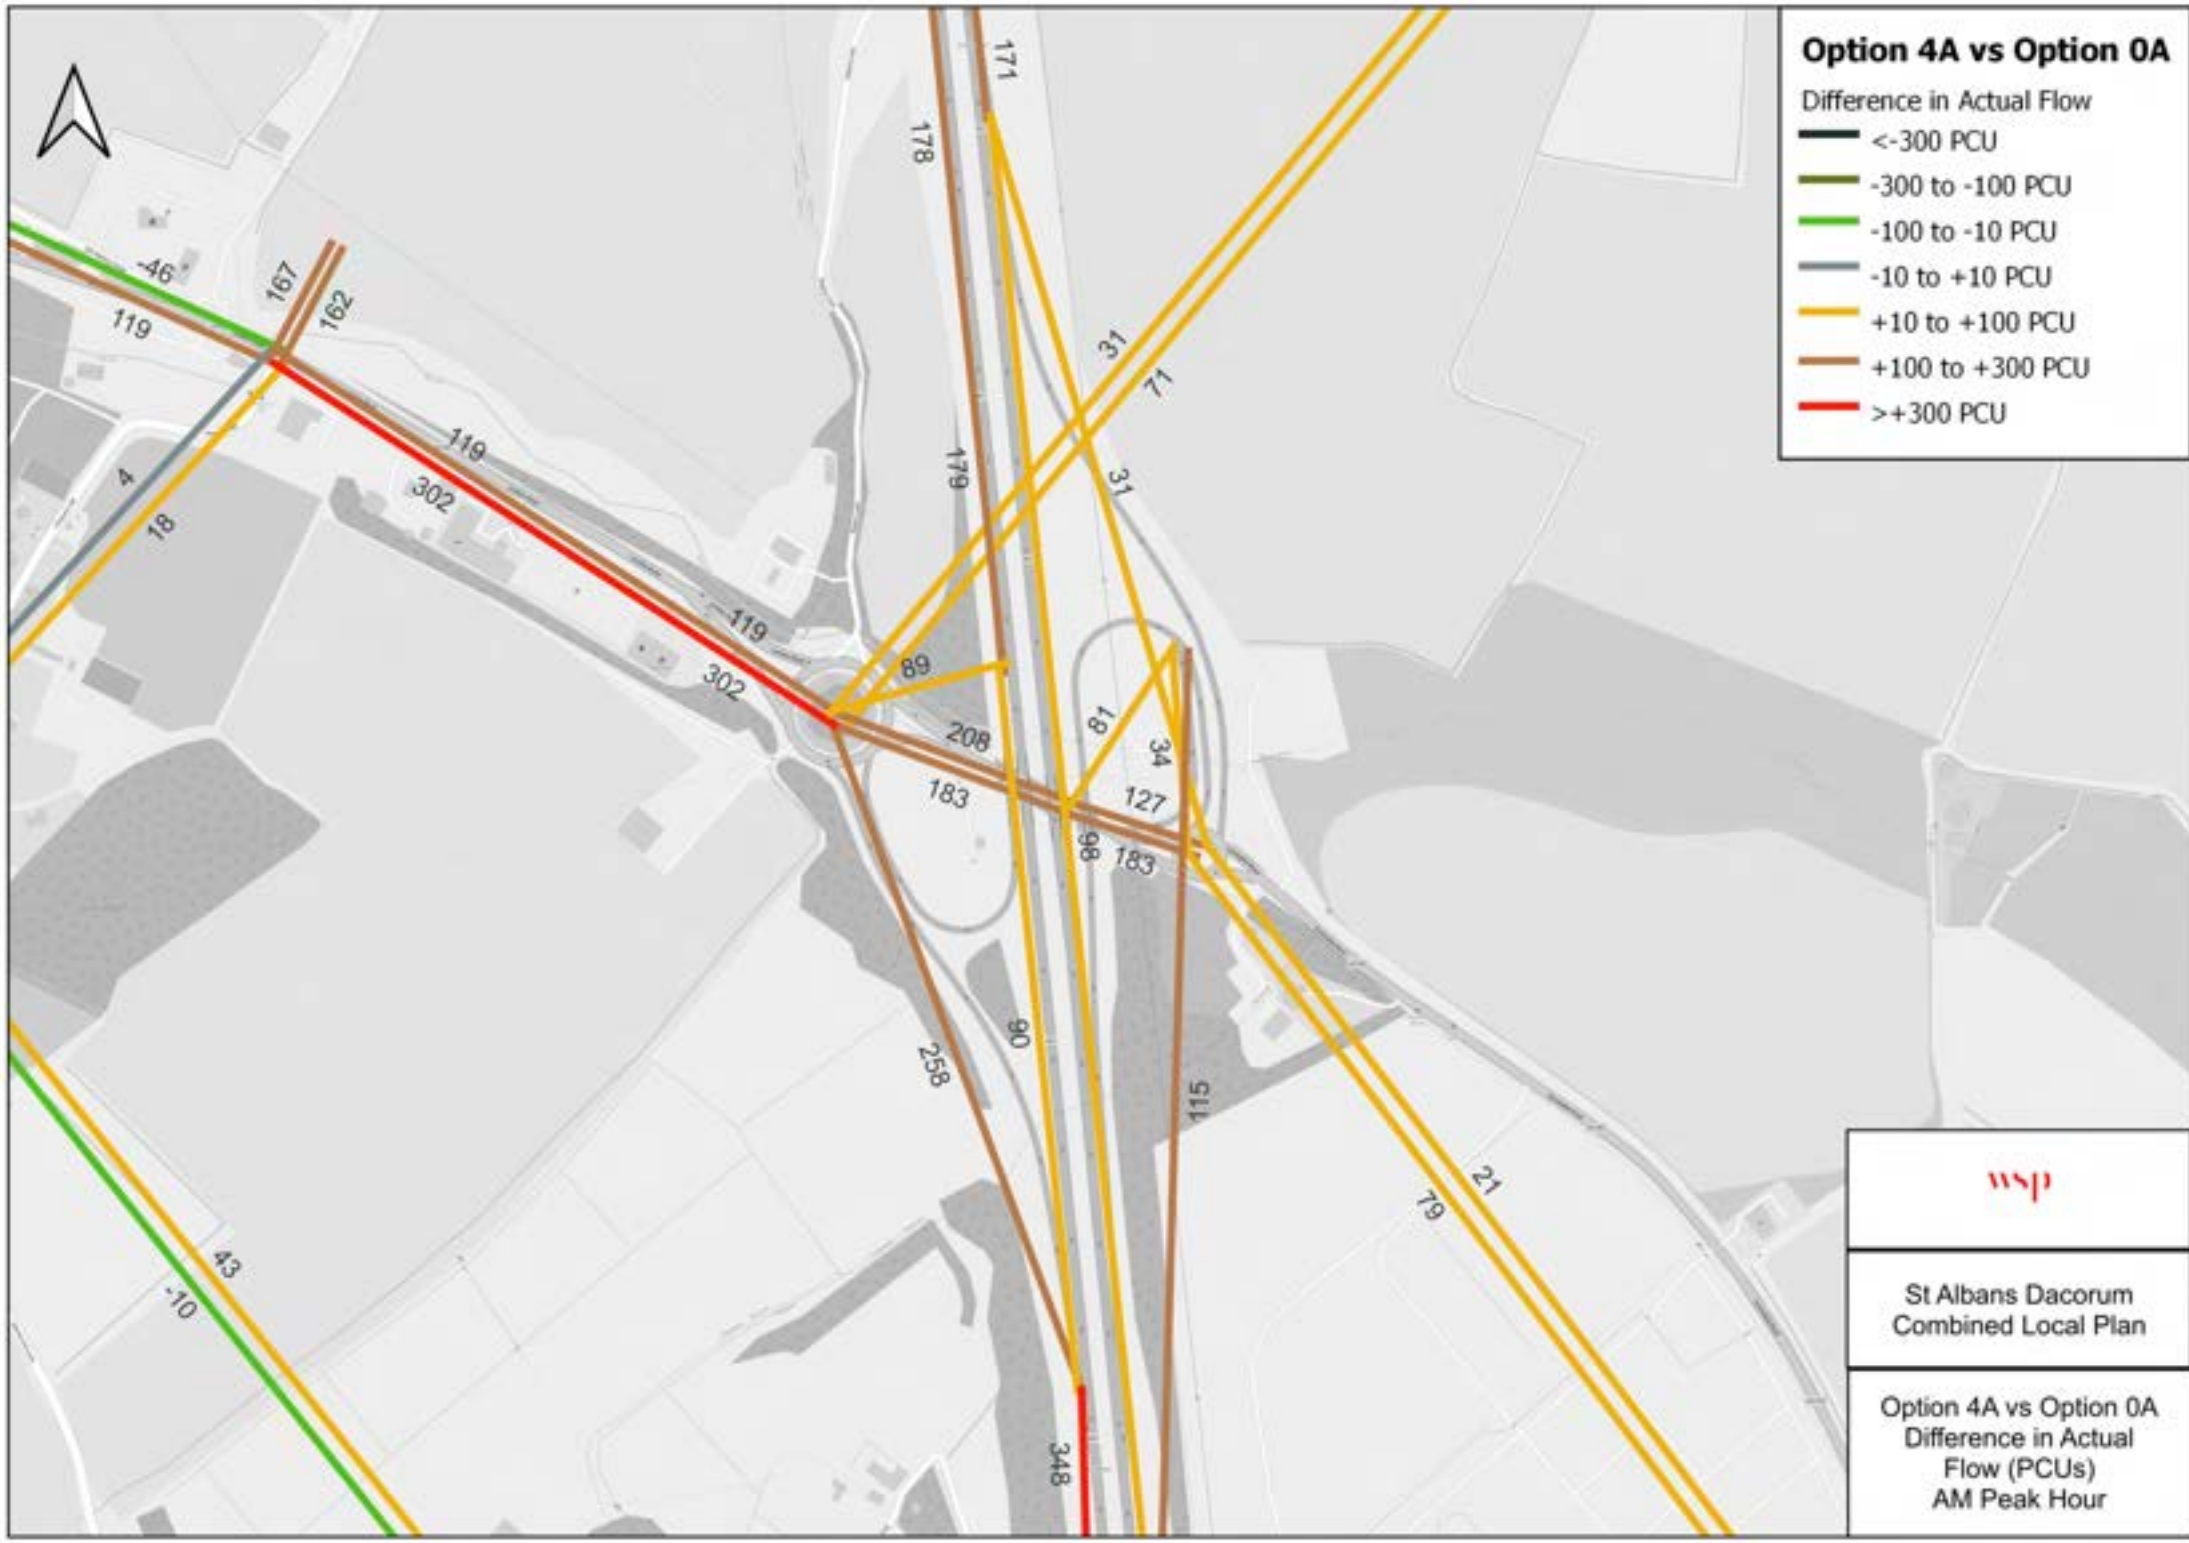 Option 4A vs Option 0A
Difference in Actual Flow
<-300 PCU
-300 to -100 PCU
-100 to -10 PCU
-10 to +10 PCU
+10 to +100 PCU
+100 to +300 PCU
>+300 PCU
171
178
-46
167
162
119
31
71
119
179
302
31
4
18
119
89
302
81
208
34
183
127
98
183
90
258
115
21
79
43
-10
348
wsp
St Albans Dacorum
Combined Local Plan
Option 4A vs Option 0A
Difference in Actual
Flow (PCUs)
AM Peak Hour